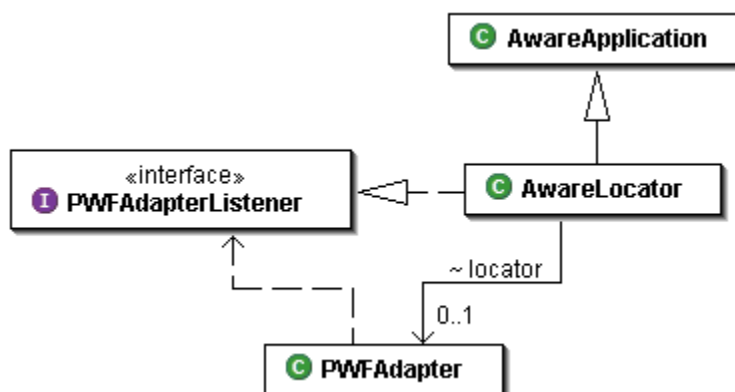 C AwareApplication
«interface»
I PWFAdapterListener
C AwareLocator
~ locator
0..1
C PWFAdapter